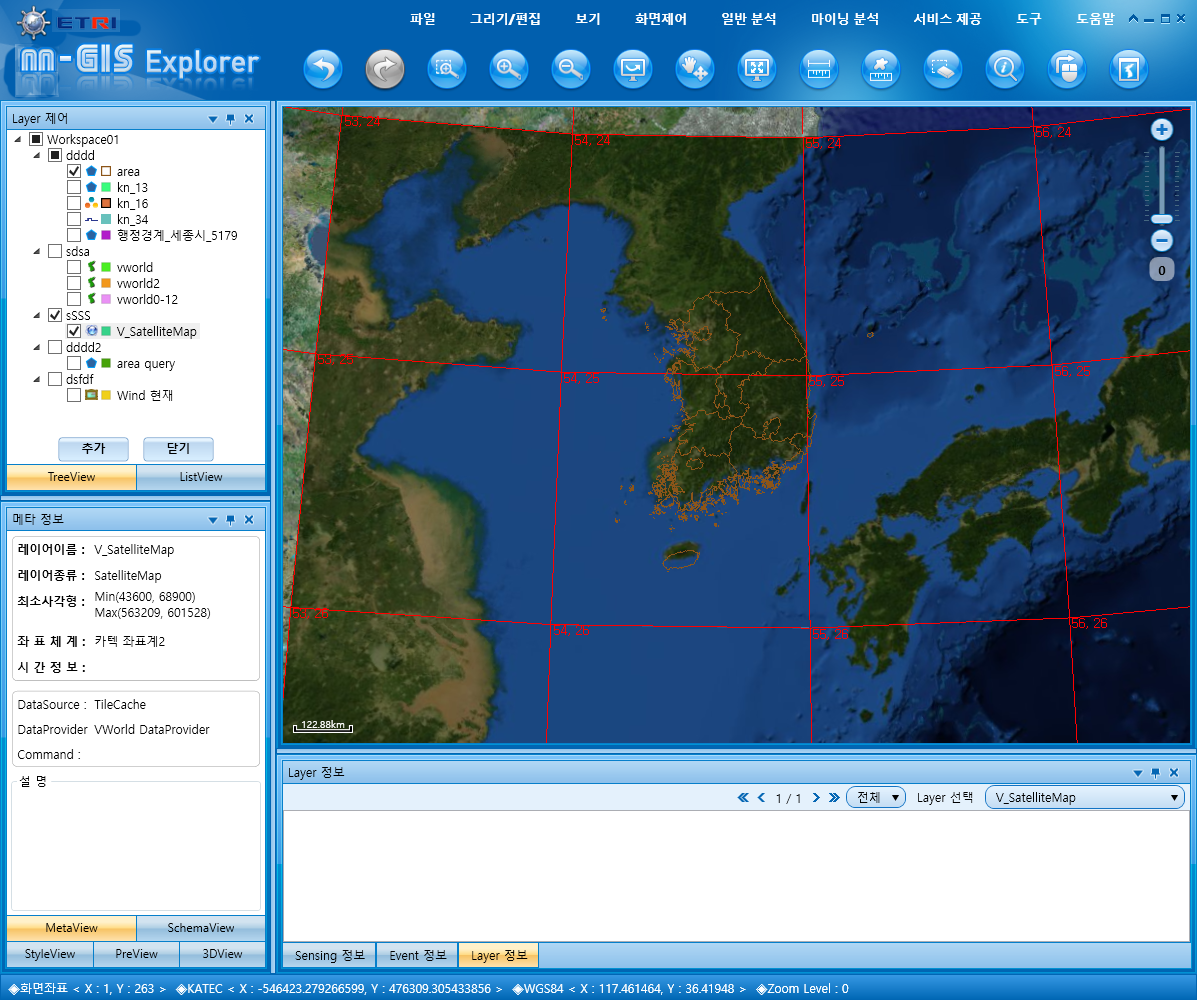 ETRI
m-GIS Explorer
파일 그리기/편집 보기 화면제어 일반 분석 마이닝 분석 서비스 제공 도구 도움말
Layer 제어
Workspace01
dddd
area
kn_13
kn_16
kn_34
행정경계_세종시_5179
sdsa
vworld
vworld2
vworld0-12
sSSS
V_SatelliteMap
dddd2
area query
dsfdf
Wind 현재
추가 닫기
TreeView ListView
메타 정보
레이어이름 : V_SatelliteMap
레이어종류 : SatelliteMap
최소사각형 : Min(43600, 68900)
Max(563209, 601528)
좌 표 체 계 : 카텍 좌표계2
시 간 정 보 :
DataSource : TileCache
DataProvider VWorld DataProvider
Command :
설 명
MetaView SchemaView
StyleView PreView 3DView
53, 24
54, 24
55, 24
56, 24
0
53, 25
54, 25
55, 25
56, 25
53, 26
54, 26
55, 26
56, 26
122.88km
Layer 정보
1 / 1 전체 Layer 선택 V_SatelliteMap
Sensing 정보 Event 정보 Layer 정보
◈화면좌표 < X : 1, Y : 263 > ◈KATEC < X : -546423.279266599, Y : 476309.305433856 > ◈WGS84 < X : 117.461464, Y : 36.41948 > ◈Zoom Level : 0